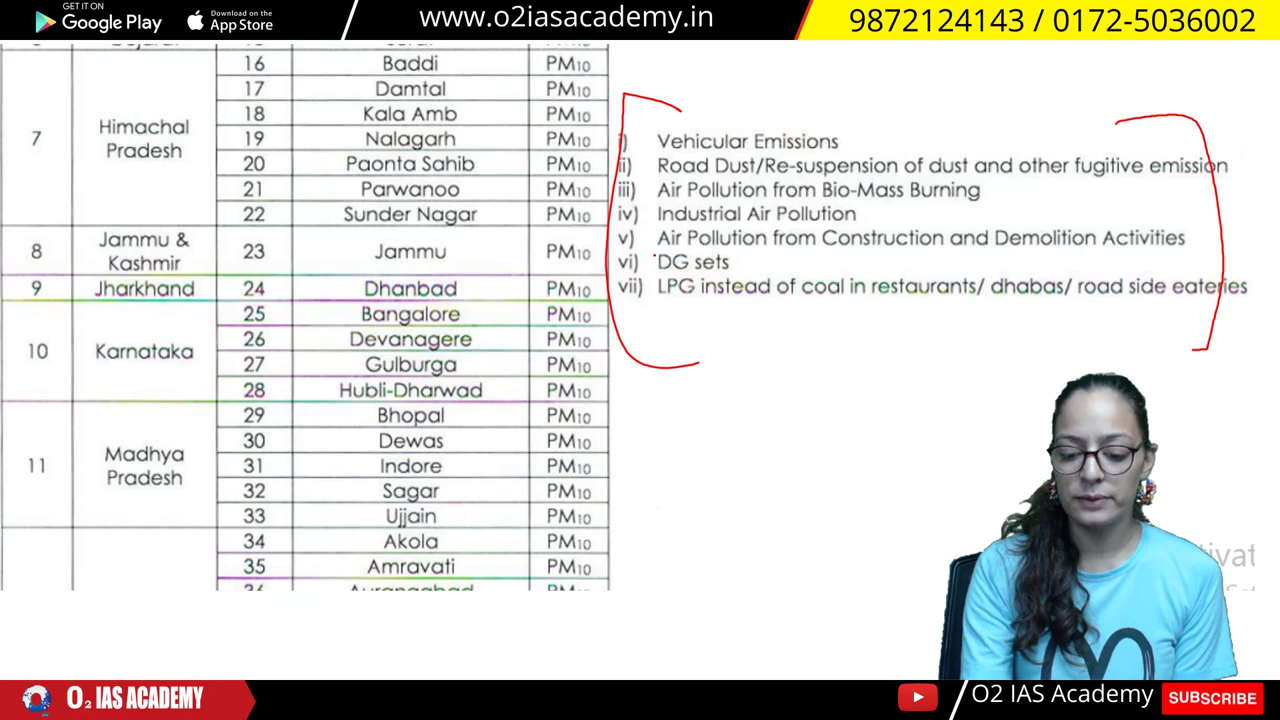 GET IT ON
Google Play
Download on the
App Store
www.o2iasacademy.in
9872124143 / 0172-5036002
16 Baddi PM10
17 Damtal PM10
7 Himachal Pradesh 18 Kala Amb PM10
19 Nalagarh PM10
20 Paonta Sahib PM10
21 Parwanoo PM10
22 Sunder Nagar PM10
8 Jammu & Kashmir 23 Jammu PM10
9 Jharkhand 24 Dhanbad PM10
25 Bangalore PM10
10 Karnataka 26 Devanagere PM10
27 Gulburga PM10
28 Hubli-Dharwad PM10
29 Bhopal PM10
30 Dewas PM10
11 Madhya Pradesh 31 Indore PM10
32 Sagar PM10
33 Ujjain PM10
34 Akola PM10
35 Amravati PM10
i) Vehicular Emissions
ii) Road Dust/Re-suspension of dust and other fugitive emission
iii) Air Pollution from Bio-Mass Burning
iv) Industrial Air Pollution
v) Air Pollution from Construction and Demolition Activities
vi) DG sets
vii) LPG instead of coal in restaurants/ dhabas/ road side eateries
O2 IAS ACADEMY
O2 IAS Academy
SUBSCRIBE